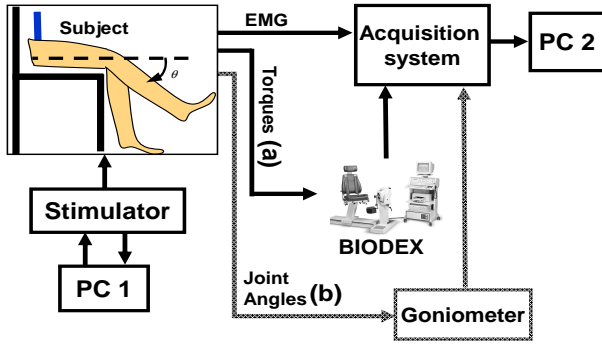 Subject
θ
EMG
Acquisition
system
PC 2
Torques (a)
Stimulator
BIODEX
PC 1
Joint
Angles (b)
Goniometer